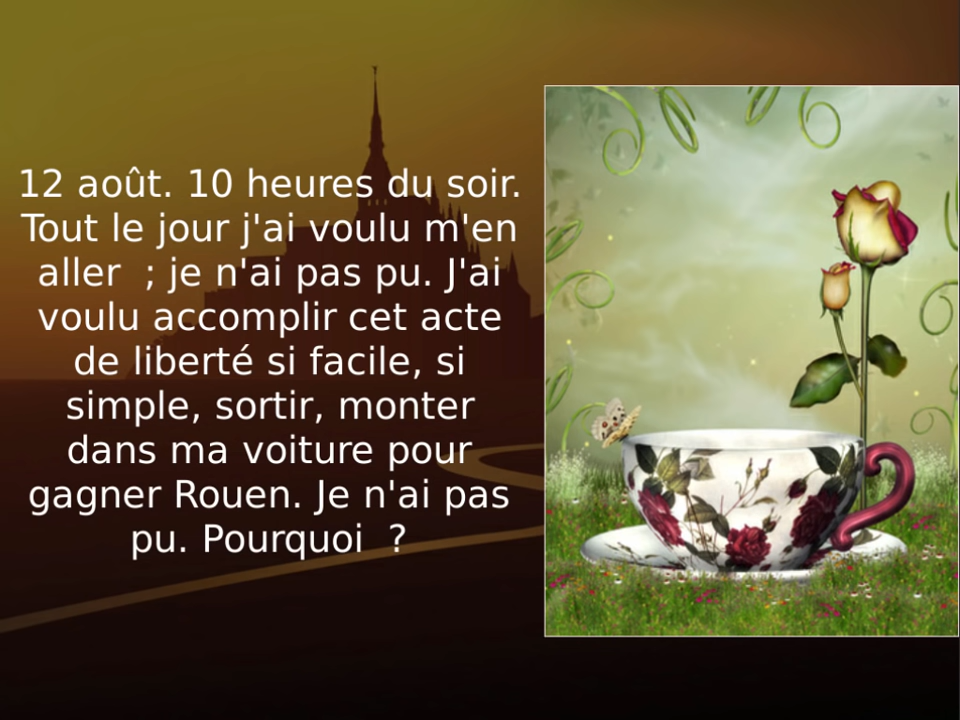 12 août. 10 heures du soir.
Tout le jour j'ai voulu m'en
aller  ; je n'ai pas pu. J'ai
voulu accomplir cet acte
de liberté si facile, si
simple, sortir, monter
dans ma voiture pour
gagner Rouen. Je n'ai pas
pu. Pourquoi  ?